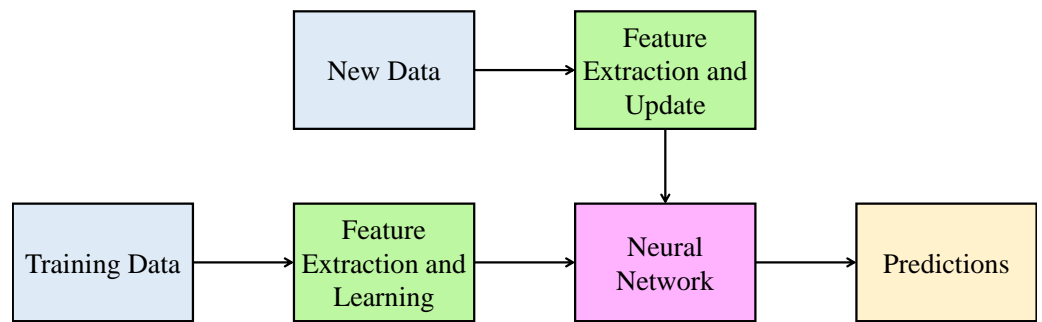 New Data
Feature
Extraction and
Update
Training Data
Feature
Extraction and
Learning
Neural
Network
Predictions